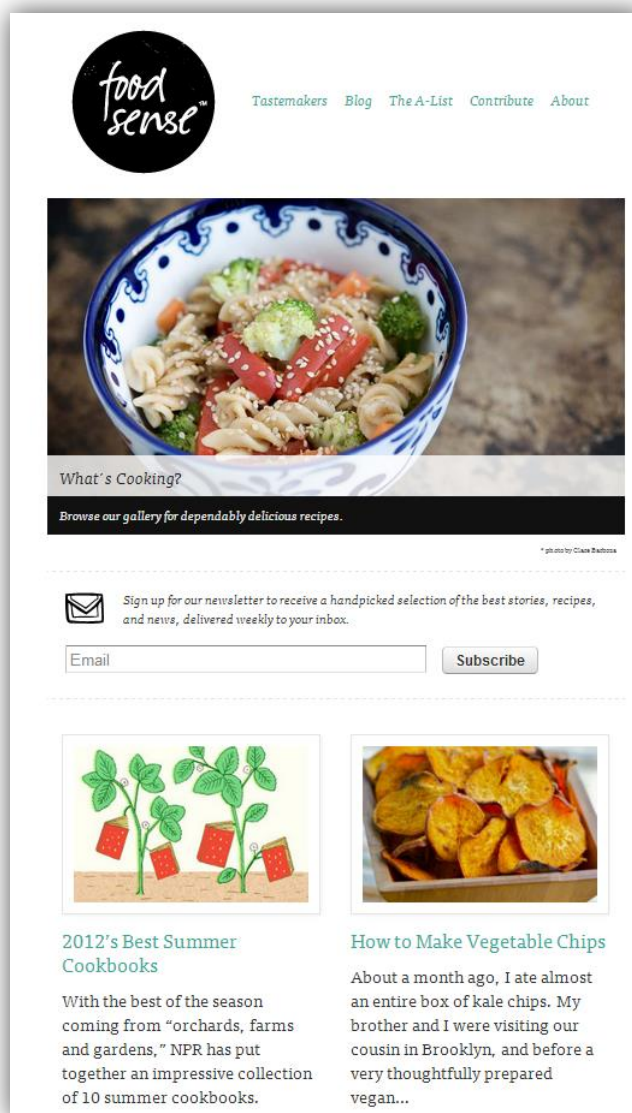 food
sense™
Tastemakers Blog The A-List Contribute About
What´s Cooking?
Browse our gallery for dependably delicious recipes.
* photo by Clare Barboza
Sign up for our newsletter to receive a handpicked selection of the best stories, recipes,
and news, delivered weekly to your inbox.
Email
Subscribe
2012's Best Summer
Cookbooks
With the best of the season
coming from “orchards, farms
and gardens,” NPR has put
together an impressive collection
of 10 summer cookbooks.
How to Make Vegetable Chips
About a month ago, I ate almost
an entire box of kale chips. My
brother and I were visiting our
cousin in Brooklyn, and before a
very thoughtfully prepared
vegan...